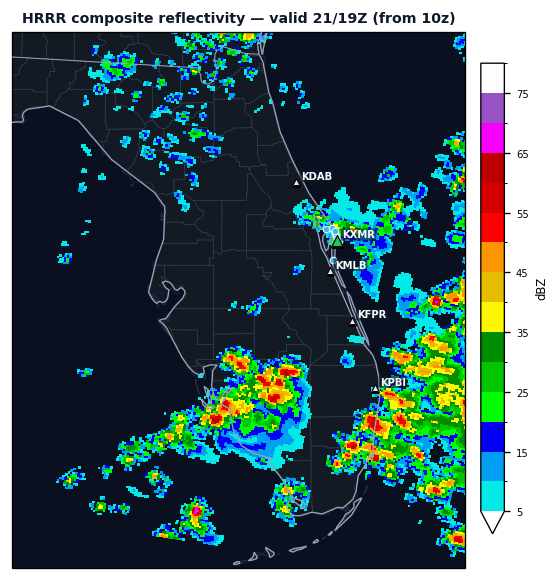 HRRR composite reflectivity — valid 21/19Z (from 10z)
KDAB
KXMR
KMLB
KFPR
KPBI
75
65
55
45
35
25
15
5
dBZ